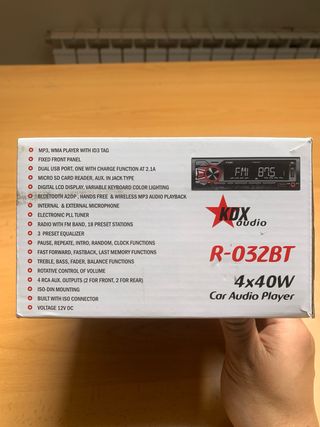 MP3, WMA PLAYER WITH ID3 TAG
FIXED FRONT PANEL
DUAL USB PORT, ONE WITH CHARGE FUNCTION AT 2.1A
MICRO SD CARD READER, AUX. IN JACK TYPE
DIGITAL LCD DISPLAY, VARIABLE KEYBOARD COLOR LIGHTING
BLUETOOTH A2DP, HANDS FREE & WIRELESS MP3 AUDIO PLAYBACK
INTERNAL & EXTERNAL MICROPHONE
ELECTRONIC PLL TUNER
RADIO WITH FM BAND, 18 PRESET STATIONS
3 PRESET EQUALIZER
PAUSE, REPEAT, INTRO, RANDOM, CLOCK FUNCTIONS
FAST FORWARD, FASTBACK, LAST MEMORY FUNCTIONS
TREBLE, BASS, FADER, BALANCE FUNCTIONS
ROTATIVE CONTROL OF VOLUME
4 RCA AUX OUTPUTS (2 FOR FRONT, 2 FOR REAR)
ISO-DIN MOUNTING
BUILT WITH ISO CONNECTOR
VOLTAGE 12V DC
FM1 87.5
KDX
audio
R-032BT
4x40W
Car Audio Player